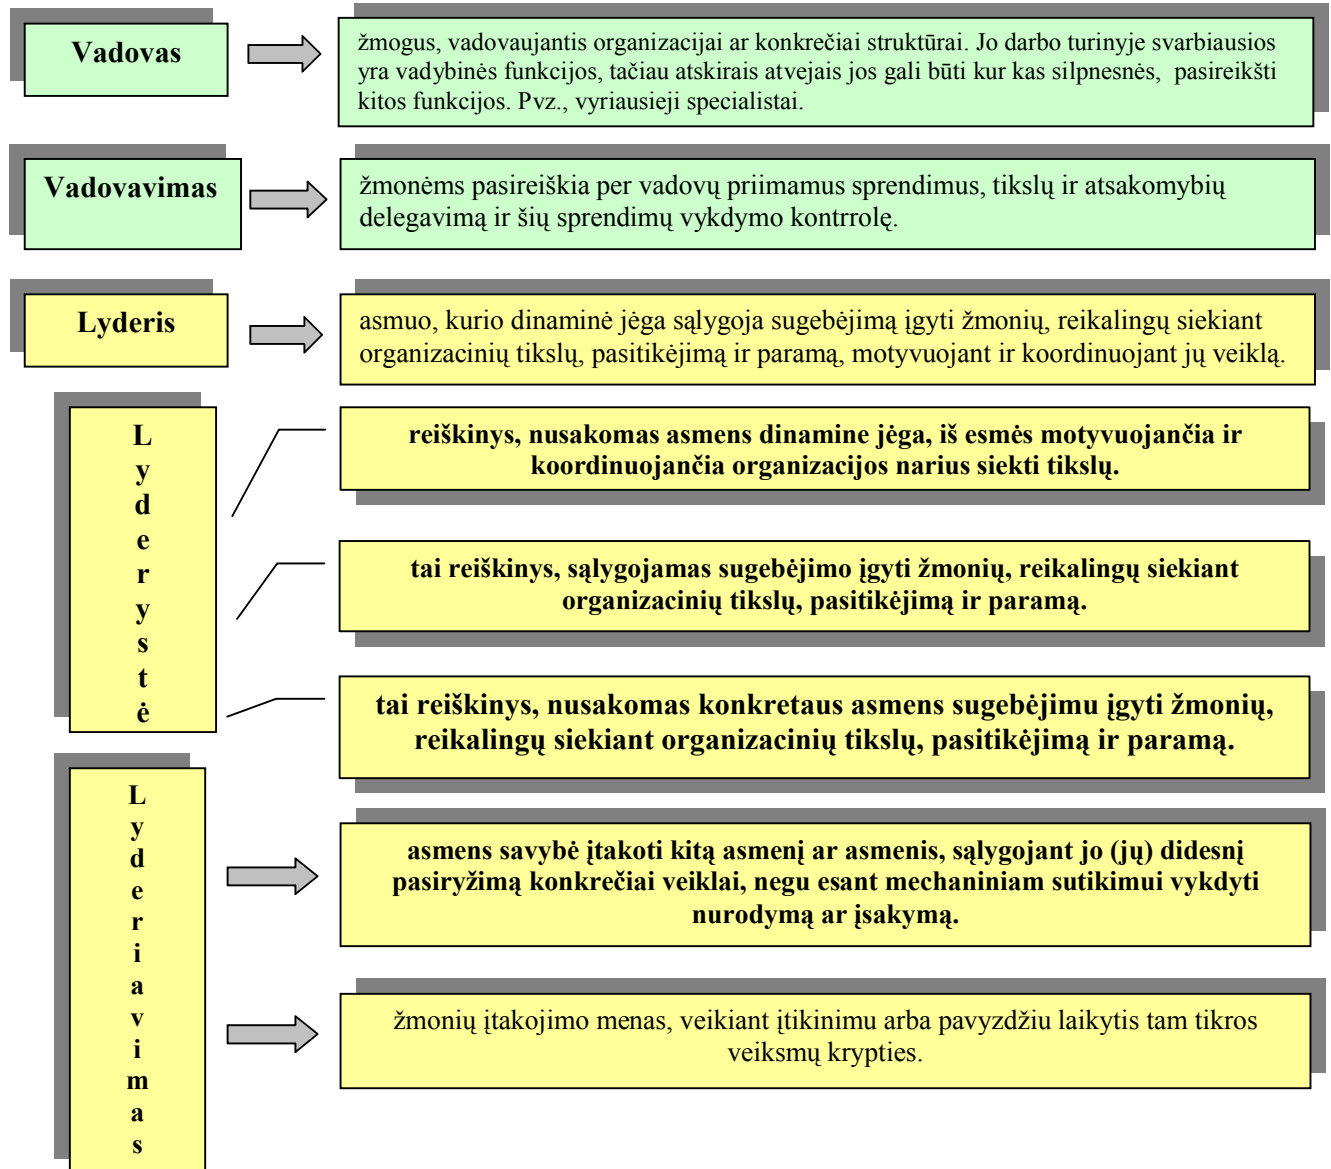 Vadovas
žmogus, vadovaujantis organizacijai ar konkrečiai struktūrai. Jo darbo turinyje svarbiausios
yra vadybinės funkcijos, tačiau atskirais atvejais jos gali būti kur kas silpnesnės, pasireikšti
kitos funkcijos. Pvz., vyriausieji specialistai.
Vadovavimas
žmonėms pasireiškia per vadovų priimamus sprendimus, tikslų ir atsakomybių
delegavimą ir šių sprendimų vykdymo kontrrolę.
Lyderis
asmuo, kurio dinaminė jėga sąlygoja sugebėjimą įgyti žmonių, reikalingų siekiant
organizacinių tikslų, pasitikėjimą ir paramą, motyvuojant ir koordinuojant jų veiklą.
L
y
d
e
r
y
s
t
ė
reiškinys, nusakomas asmens dinamine jėga, iš esmės motyvuojančia ir
koordinuojančia organizacijos narius siekti tikslų.
tai reiškinys, sąlygojamas sugebėjimo įgyti žmonių, reikalingų siekiant
organizacinių tikslų, pasitikėjimą ir paramą.
tai reiškinys, nusakomas konkretaus asmens sugebėjimu įgyti žmonių,
reikalingų siekiant organizacinių tikslų, pasitikėjimą ir paramą.
L
y
d
e
r
i
a
v
i
m
a
s
asmens savybė įtakoti kitą asmenį ar asmenis, sąlygojant jo (jų) didesnį
pasiryžimą konkrečiai veiklai, negu esant mechaniniam sutikimui vykdyti
nurodymą ar įsakymą.
žmonių įtakojimo menas, veikiant įtikinimu arba pavyzdžiu laikytis tam tikros
veiksmų krypties.